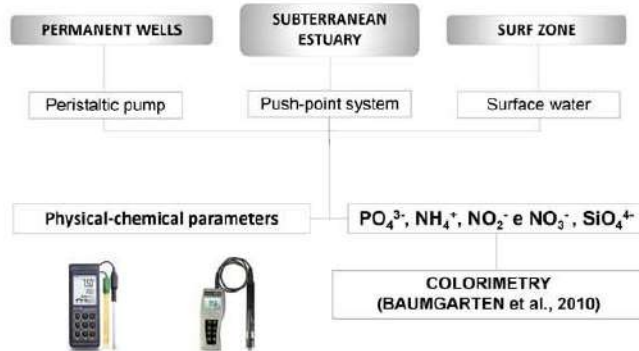 PERMANENT WELLS
SUBTERRANEAN
ESTUARY
SURF ZONE
Peristaltic pump
Push-point system
Surface water
Physical-chemical parameters
PO₄³⁻, NH₄⁺, NO₂⁻ e NO₃⁻, SiO₄⁴⁻
COLORIMETRY
(BAUMGARTEN et al., 2010)